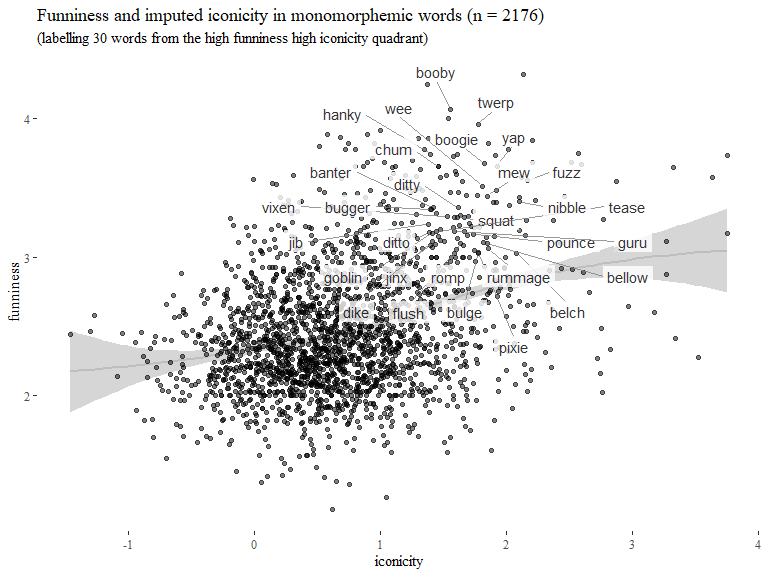 Funniness and imputed iconicity in monomorphemic words (n = 2176)
(labelling 30 words from the high funniness high iconicity quadrant)
booby
twerp
wee
hanky
4
boogie
yap
chum
banter
mew
fuzz
ditty
vixen
bugger
nibble
tease
squat
jib
ditto
pounce
guru
3
goblin
jinx
romp
rummage
bellow
dike
flush
bulge
belch
pixie
2
funniness
-1
0
1
2
3
4
iconicity